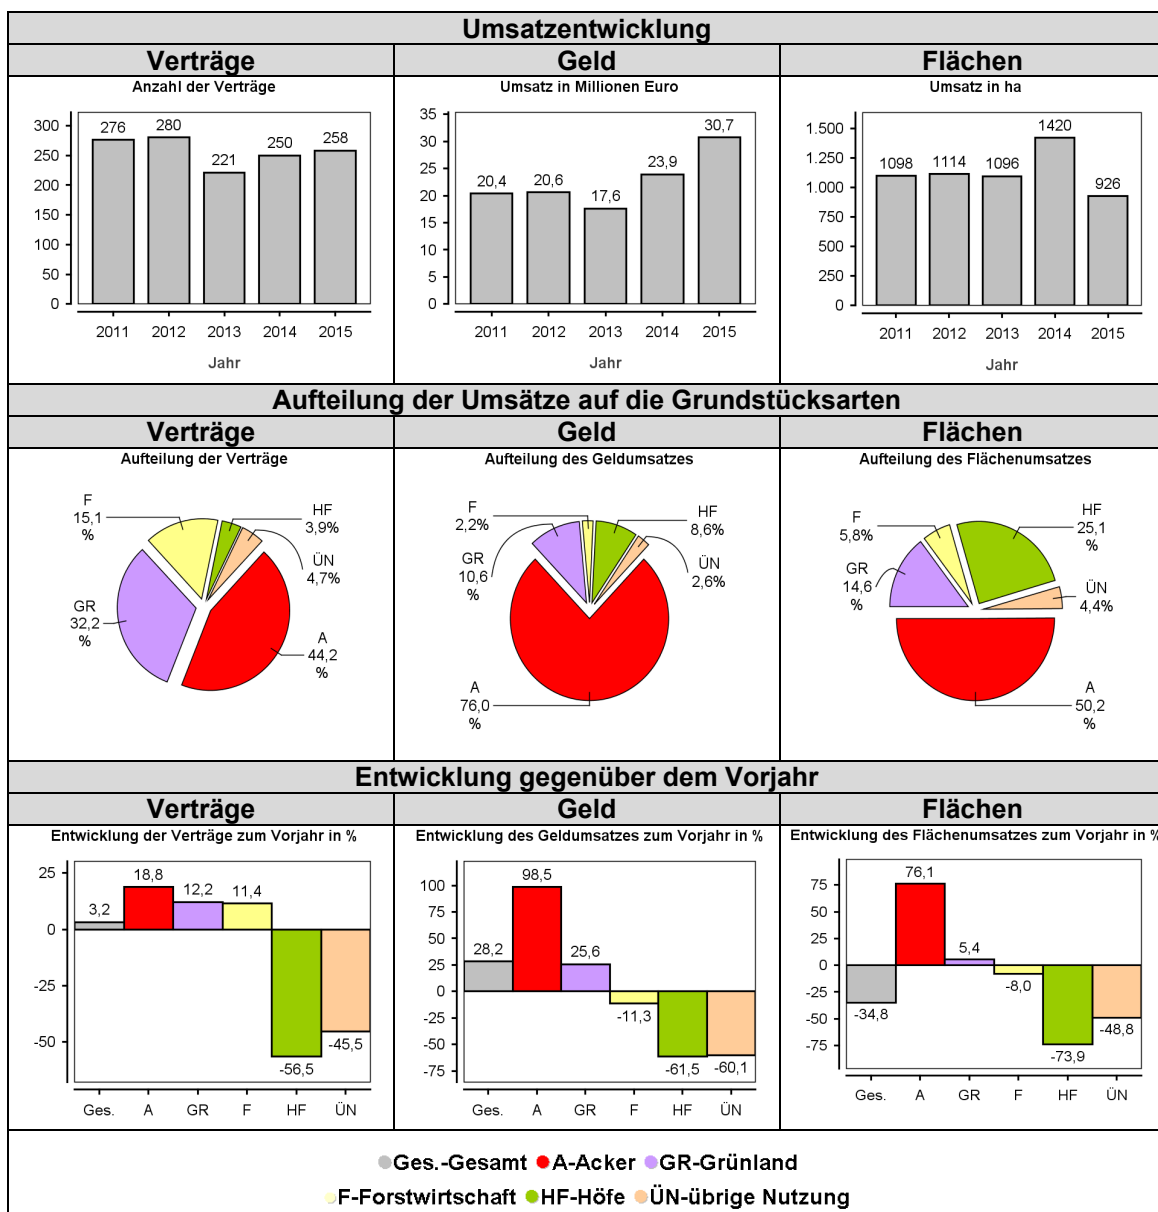 Umsatzentwicklung
Verträge
Geld
Flächen
Anzahl der Verträge
300
250
200
150
100
50
0
276
280
221
250
258
2011
2012
2013
2014
2015
Jahr
Umsatz in Millionen Euro
35
30
25
20
15
10
5
0
20,4
20,6
17,6
23,9
30,7
2011
2012
2013
2014
2015
Jahr
Umsatz in ha
1.500
1.250
1.000
750
500
250
0
1098
1114
1096
1420
926
2011
2012
2013
2014
2015
Jahr
Aufteilung der Umsätze auf die Grundstücksarten
Verträge
Geld
Flächen
Aufteilung der Verträge
F
15,1
%
HF
3,9%
ÜN
4,7%
GR
32,2
%
A
44,2
%
Aufteilung des Geldumsatzes
F
2,2%
HF
8,6%
GR
10,6
%
ÜN
2,6%
A
76,0
%
Aufteilung des Flächenumsatzes
F
5,8%
HF
25,1
%
GR
14,6
%
ÜN
4,4%
A
50,2
%
Entwicklung gegenüber dem Vorjahr
Verträge
Geld
Flächen
Entwicklung der Verträge zum Vorjahr in %
25
0
-25
-50
3,2
18,8
12,2
11,4
-56,5
-45,5
Ges.
A
GR
F
HF
ÜN
Entwicklung des Geldumsatzes zum Vorjahr in %
100
75
50
25
0
-25
-50
-75
28,2
98,5
25,6
-11,3
-61,5
-60,1
Ges.
A
GR
F
HF
ÜN
Entwicklung des Flächenumsatzes zum Vorjahr in %
75
50
25
0
-25
-50
-75
-34,8
76,1
5,4
-8,0
-73,9
-48,8
Ges.
A
GR
F
HF
ÜN
Ges.-Gesamt A-Acker GR-Grünland
F-Forstwirtschaft HF-Höfe ÜN-übrige Nutzung